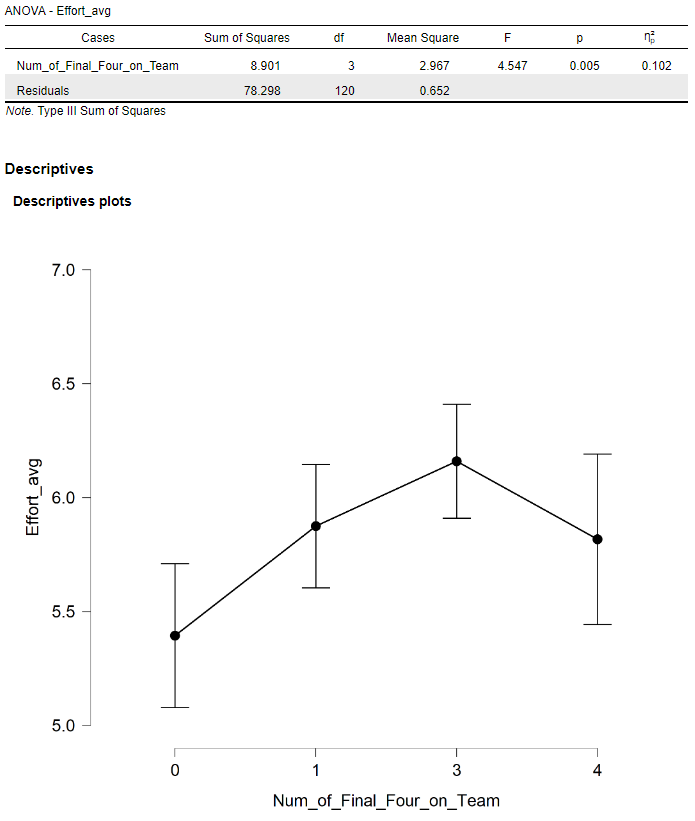 ANOVA - Effort_avg
Cases Sum of Squares df Mean Square F p η²p
Num_of_Final_Four_on_Team 8.901 3 2.967 4.547 0.005 0.102
Residuals 78.298 120 0.652
Note. Type III Sum of Squares
Descriptives
Descriptives plots
7.0
6.5
6.0
5.5
5.0
Effort_avg
0 1 3 4
Num_of_Final_Four_on_Team